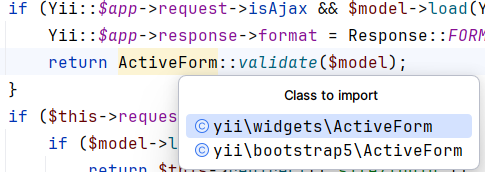 if (Yii::$app->request->isAjax && $model->load(Y
Yii::$app->response->format = Response::FORM
return ActiveForm::validate($model);
}
if ($this->reques
Class to import
yii\widgets\ActiveForm
if ($model->l
yii\bootstrap5\ActiveForm
return